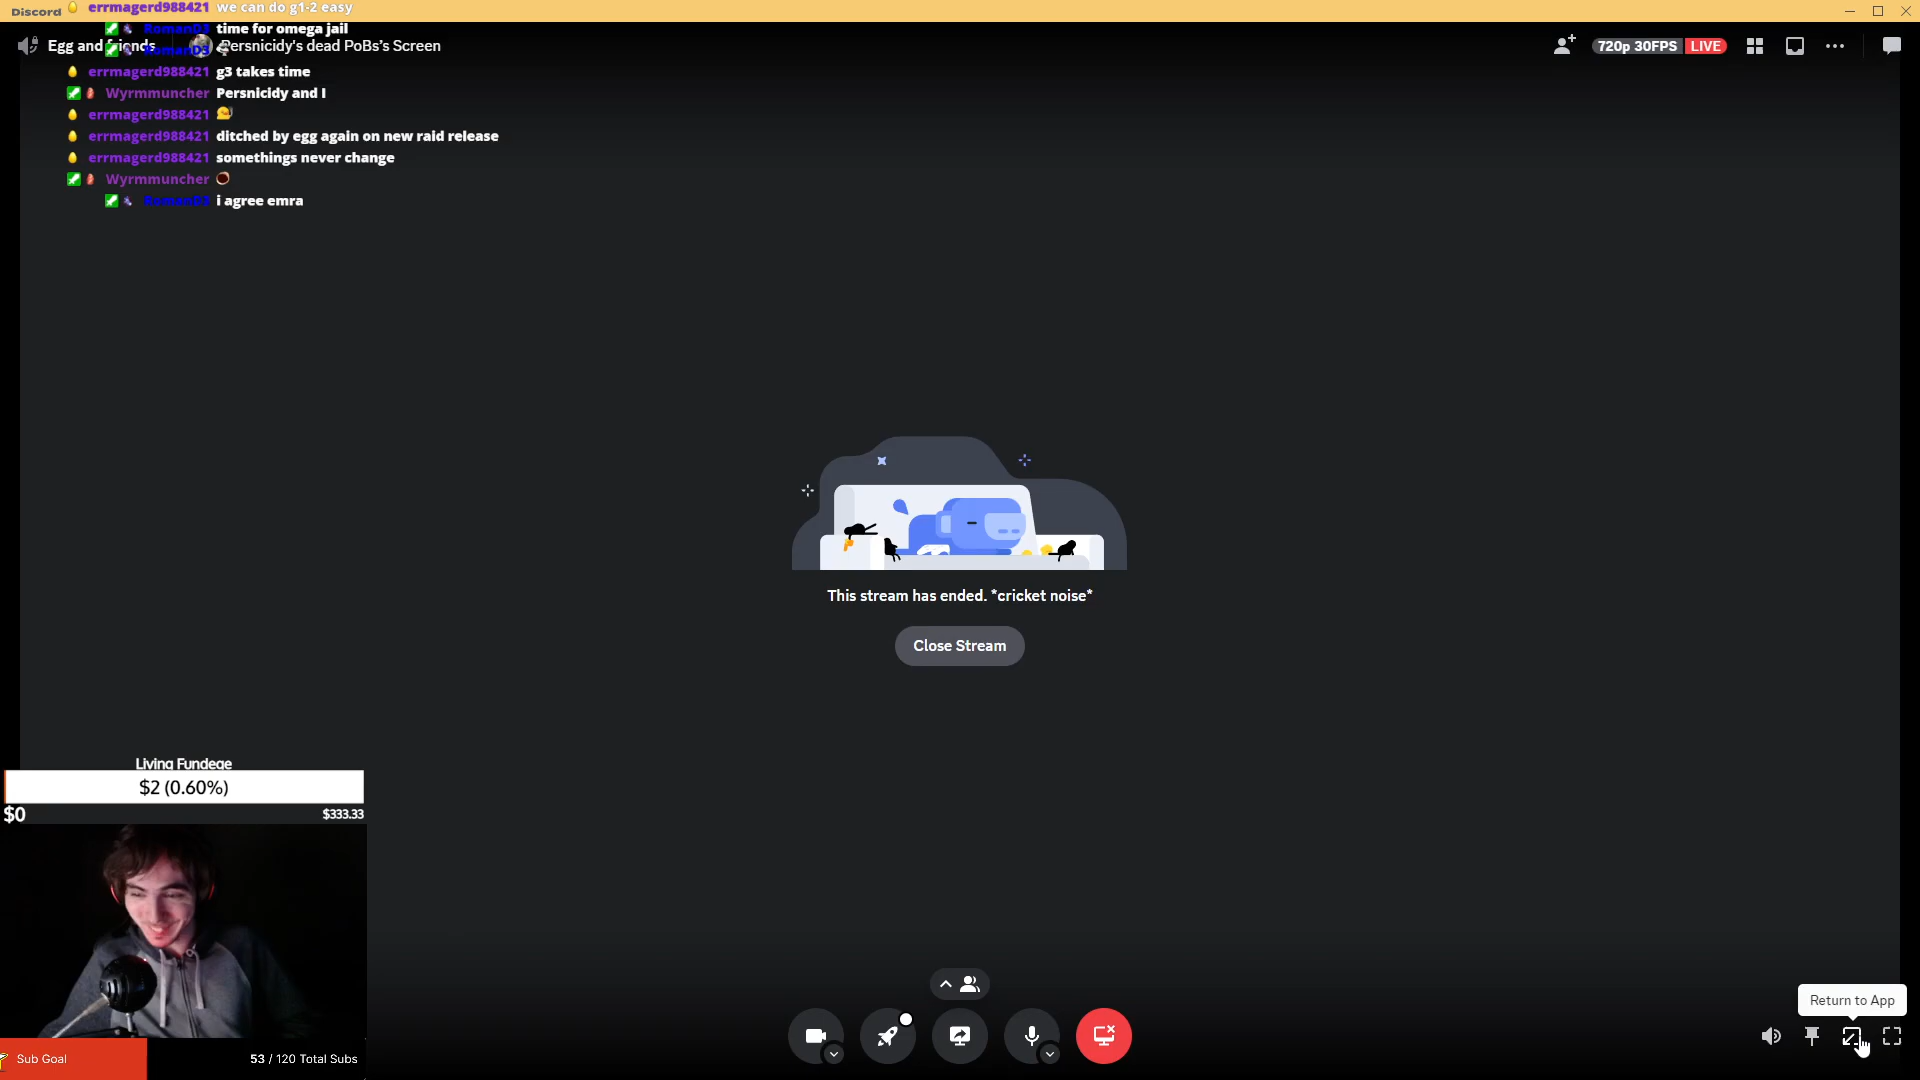 Discord
errmagerd988421 we can do g1-2 easy
RomanD3 time for omega jail
Egg and friends
RomanD3
Persnicidy's dead PoBs's Screen
720p 30FPS LIVE
errmagerd988421 g3 takes time
Wyrmmuncher Persnicidy and I
errmagerd988421
errmagerd988421 ditched by egg again on new raid release
errmagerd988421 somethings never change
Wyrmmuncher
RomanD3 i agree emra
This stream has ended. *cricket noise*
Close Stream
Living Fundege
$2 (0.60%)
$0
$333.33
Return to App
Sub Goal
53 / 120 Total Subs